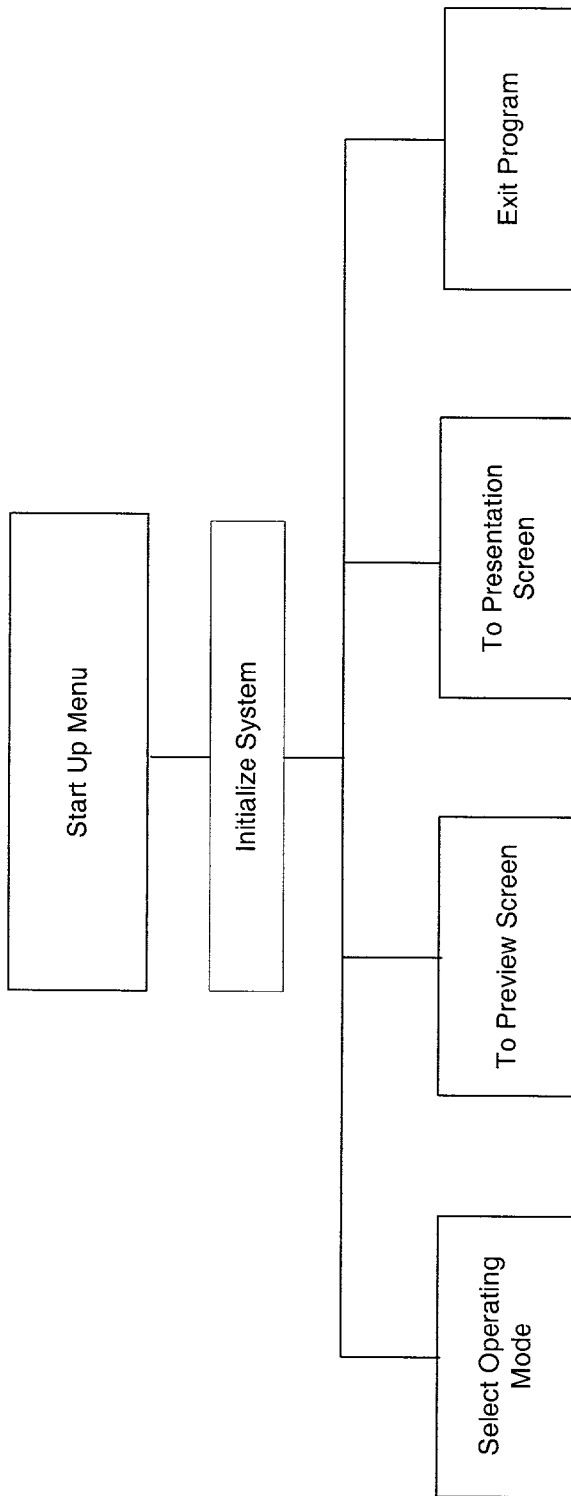 Start Up Menu
Initialize System
Select Operating
Mode
To Preview Screen
To Presentation
Screen
Exit Program